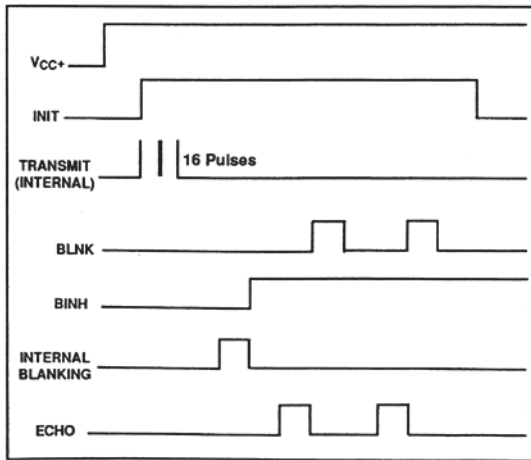 VCC+
INIT
TRANSMIT
(INTERNAL)
16 Pulses
BLNK
BINH
INTERNAL
BLANKING
ECHO